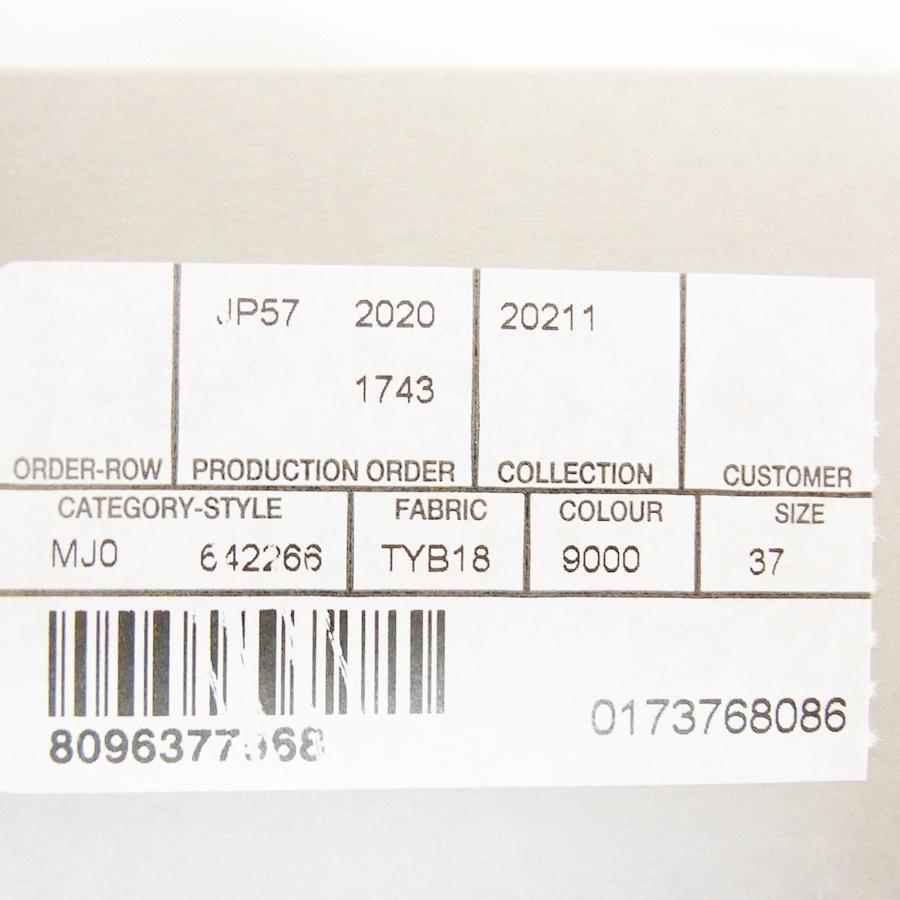 JP57 2020 20211
1743
ORDER-ROW PRODUCTION ORDER COLLECTION CUSTOMER
CATEGORY-STYLE FABRIC COLOUR SIZE
MJ0 642266 TYB18 9000 37
0173768086